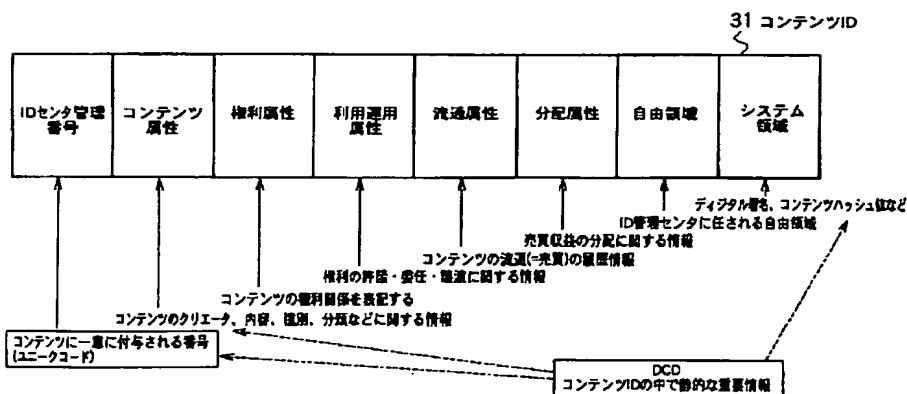 31 コンテンツID
IDセンタ管理
番号
コンテンツ
属性
権利属性
利用運用
属性
流通属性
分配属性
自由領域
システム
領域
ディジタル署名、コンテンツハッシュ値など
ID管理センタに任される自由領域
売買収益の分配に関する情報
コンテンツの流通(=売買)の履歴情報
権利の許諾・委任・譲渡に関する情報
コンテンツの権利関係を表記する
コンテンツのクリエータ、内容、種別、分類などに関する情報
コンテンツに一意に付与される番号
(ユニークコード)
DCD
コンテンツIDの中で静的な重要情報